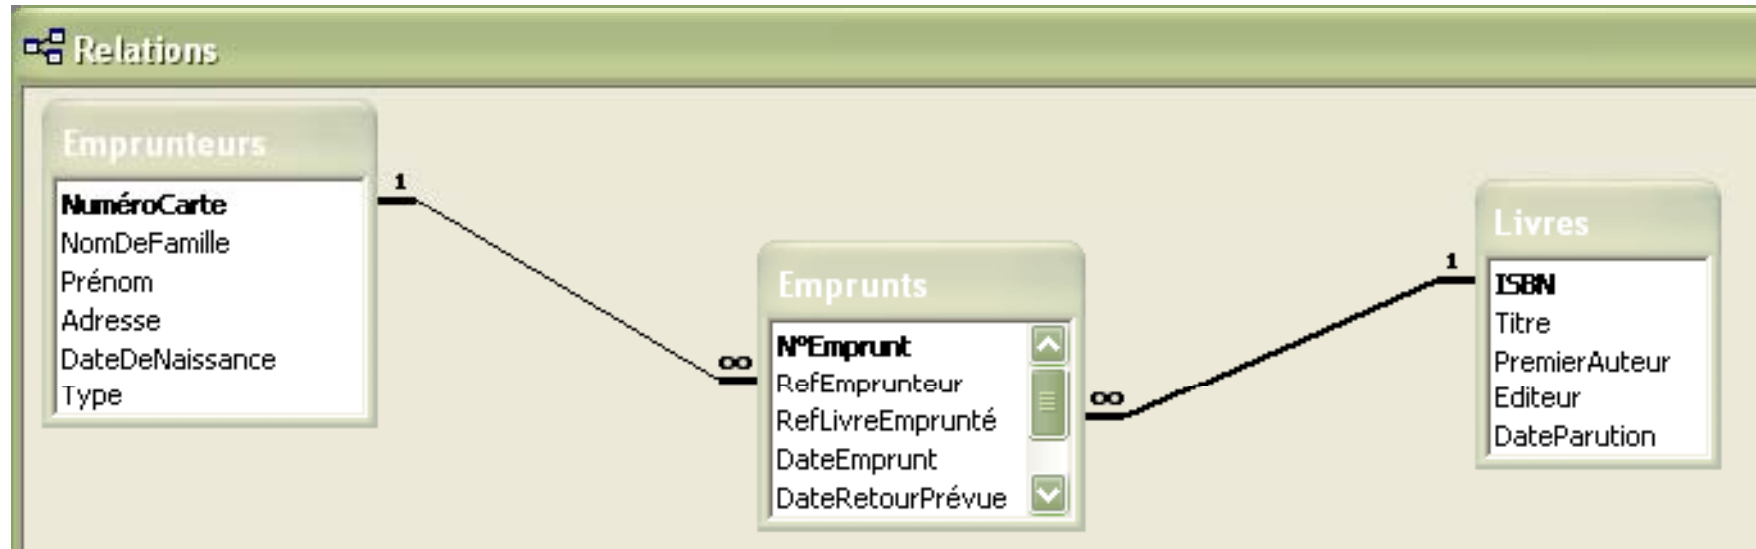 Relations
Emprunteurs
NuméroCarte
NomDeFamille
Prénom
Adresse
DateDeNaissance
Type
1
∞
Emprunts
N°Emprunt
RefEmprunteur
RefLivreEmprunté
DateEmprunt
DateRetourPrévue
∞
1
Livres
ISBN
Titre
PremierAuteur
Editeur
DateParution